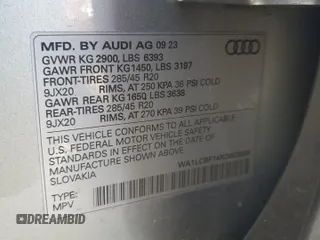 MFD. BY AUDI AG 09 23
GVWR KG 2900, LBS 6393
GAWR FRONT KG1450, LBS 3197
FRONT-TIRES 285/45 R20
9JX20 RIMS, AT 250 KPA 36 PSI COLD
GAWR REAR KG 1650, LBS 3638
REAR-TIRES 285/45 R20
9JX20 RIMS, AT 270 KPA 39 PSI COLD
THIS VEHICLE CONFORMS TO ALL APPLICABLE
U.S. FEDERAL MOTOR VEHICLE SAFETY
STANDARDS IN EFFECT ON THE DATE OF
MANUFACTURE SHOWN ABOVE.
SLOVAKIA
TYPE:
MPV
DREAMBID